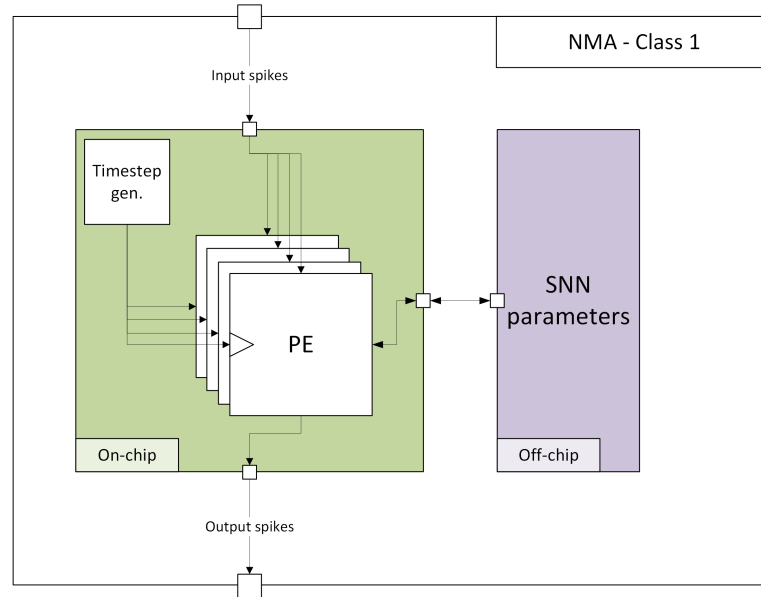 NMA - Class 1
Input spikes
Timestep
gen.
PE
SNN
parameters
On-chip
Off-chip
Output spikes